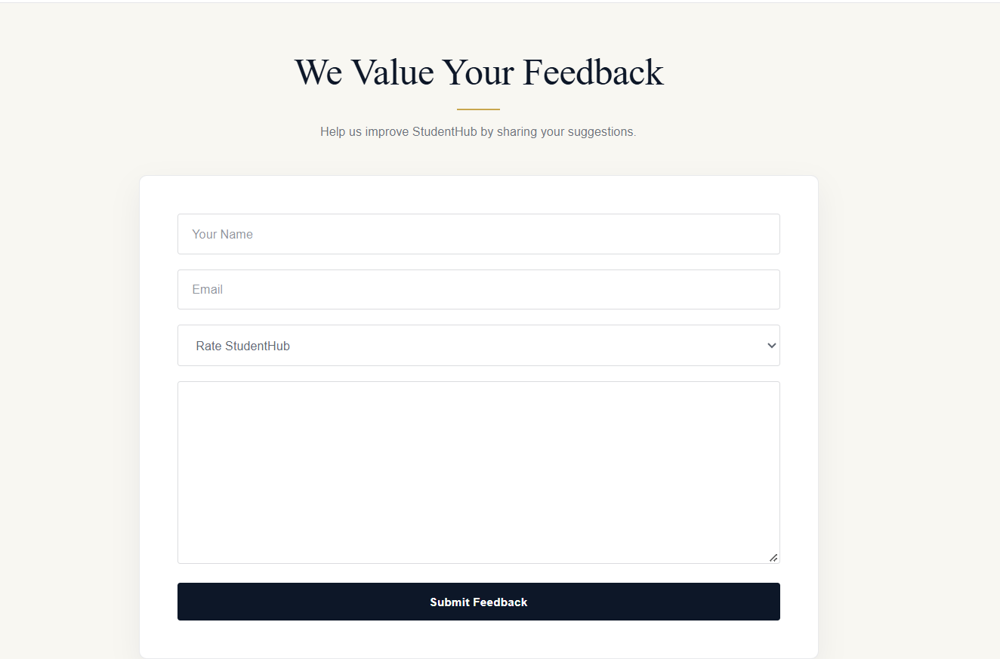 We Value Your Feedback
Help us improve StudentHub by sharing your suggestions.
Your Name
Email
Rate StudentHub
Submit Feedback